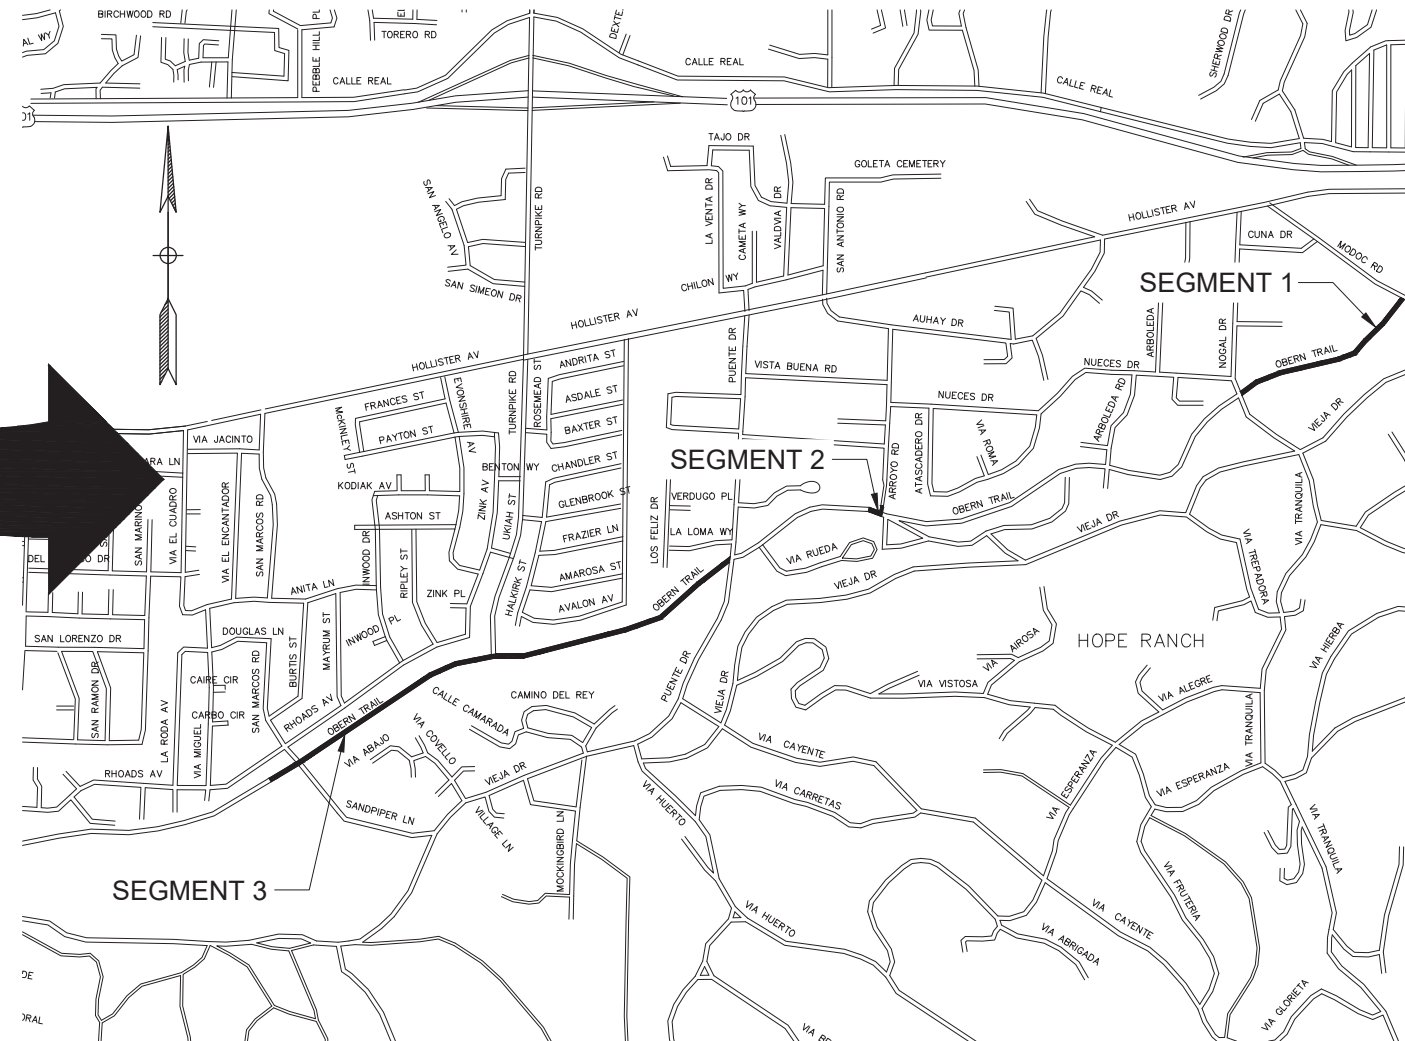 BIRCHWOOD RD
AL WY
PEBBLE HILL PL
TORERO RD
DEXTE
CALLE REAL
CALLE REAL
CALLE REAL
SHERWOOD DR
101
TAJO DR
GOLETA CEMETERY
SAN ANGELO AV
TURNPIKE RD
LA VENTA DR
CAMETA WY
VALDVIA DR
SAN ANTONIO RD
HOLLISTER AV
CUNA DR
MODOC RD
SAN SIMEON DR
CHILON WY
SEGMENT 1
HOLLISTER AV
AUHAY DR
ARBOLEDA
NOGAL DR
HOLLISTER AV
ANDRITA ST
PUENTE DR
VISTA BUENA RD
NUECES DR
OBERN TRAIL
FRANCES ST
EVONSHIRE AV
TURNPIKE RD
ROSEMEAD ST
ASDALE ST
NUECES DR
ARBOLEDA RD
VIEJA DR
McKINLEY ST
PAYTON ST
BAXTER ST
VIA JACINTO
ATASCADERO DR
VIA ROMA
ARA LN
BENTON WY
CHANDLER ST
SEGMENT 2
ARROYO RD
KODIAK AV
GLENBROOK ST
VERDUGO PL
OBERN TRAIL
VIA TRANQUILA
SAN MARINO
VIA EL CUADRO
VIA EL ENCANTADOR
SAN MARCOS RD
ASHTON ST
ZINK AV
UKIAH ST
FRAZIER LN
LOS FELIZ DR
LA LOMA WY
VIEJA DR
VIA TREPADORA
DEL
O DR
INWOOD DR
RIPLEY ST
VIA RUEDA
AMAROSA ST
VIEJA DR
ANITA LN
ZINK PL
HALKIRK ST
AVALON AV
OBERN TRAIL
SAN LORENZO DR
DOUGLAS LN
BURTIS ST
MAYRUM ST
INWOOD PL
VIA AIROSA
HOPE RANCH
VIA HIERBA
SAN RAMON DR
CAIRE CIR
SAN MARCOS RD
PUENTE DR
VIEJA DR
VIA VISTOSA
VIA ALEGRE
CARBO CIR
RHOADS AV
OBERN TRAIL
CALLE CAMARADA
CAMINO DEL REY
LA RODA AV
VIA MIGUEL
VIA ABAJO
VIA COVELLO
VIA CAYENTE
VIA TRANQUILA
RHOADS AV
VIEJA DR
VIA HUERTO
VIA CARRETAS
VIA ESPERANZA
VIA ESPERANZA
SANDPIPER LN
VILLAGE LN
MOCKINGBIRD LN
VIA TRANQUILA
SEGMENT 3
VIA HUERTO
VIA CAYENTE
VIA FRUTERIA
VIA ABRIGADA
DE
VIA GLORIETA
ORAL